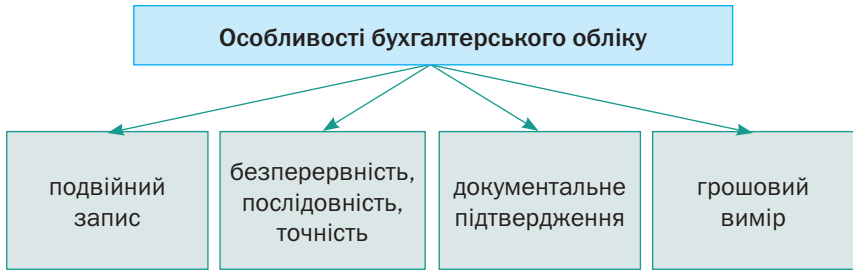 Особливості бухгалтерського обліку
подвійний
запис
безперервність,
послідовність,
точність
документальне
підтвердження
грошовий
вимір